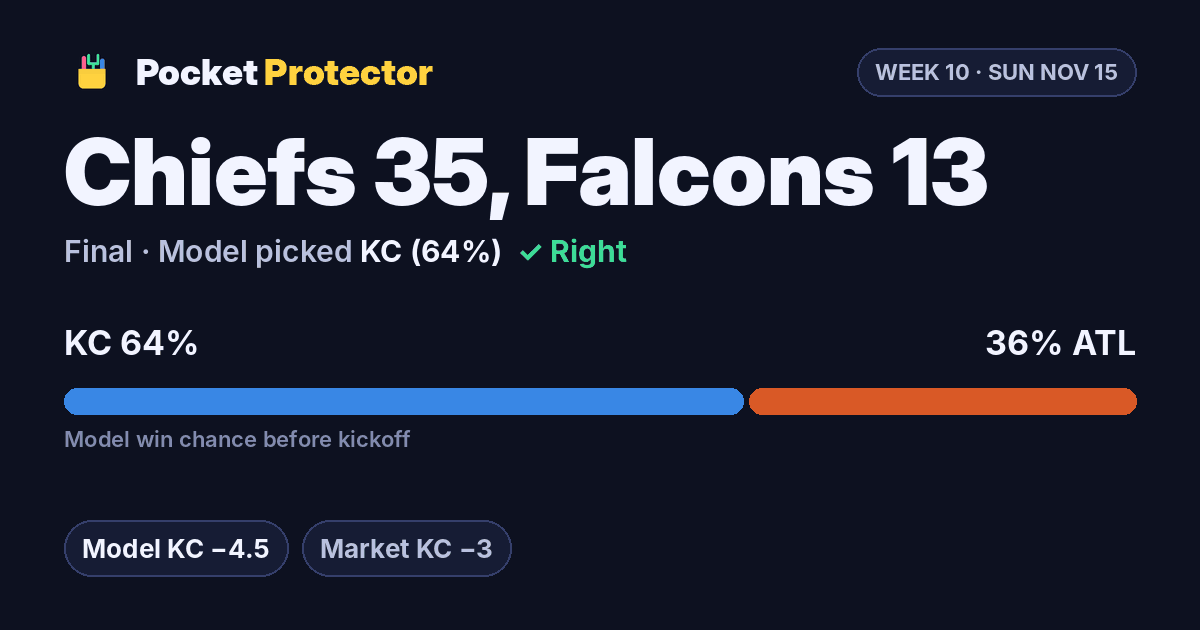 Pocket Protector
WEEK 10 · SUN NOV 15
Chiefs 35, Falcons 13
Final · Model picked KC (64%) ✓ Right
KC 64%
36% ATL
Model win chance before kickoff
Model KC −4.5
Market KC −3